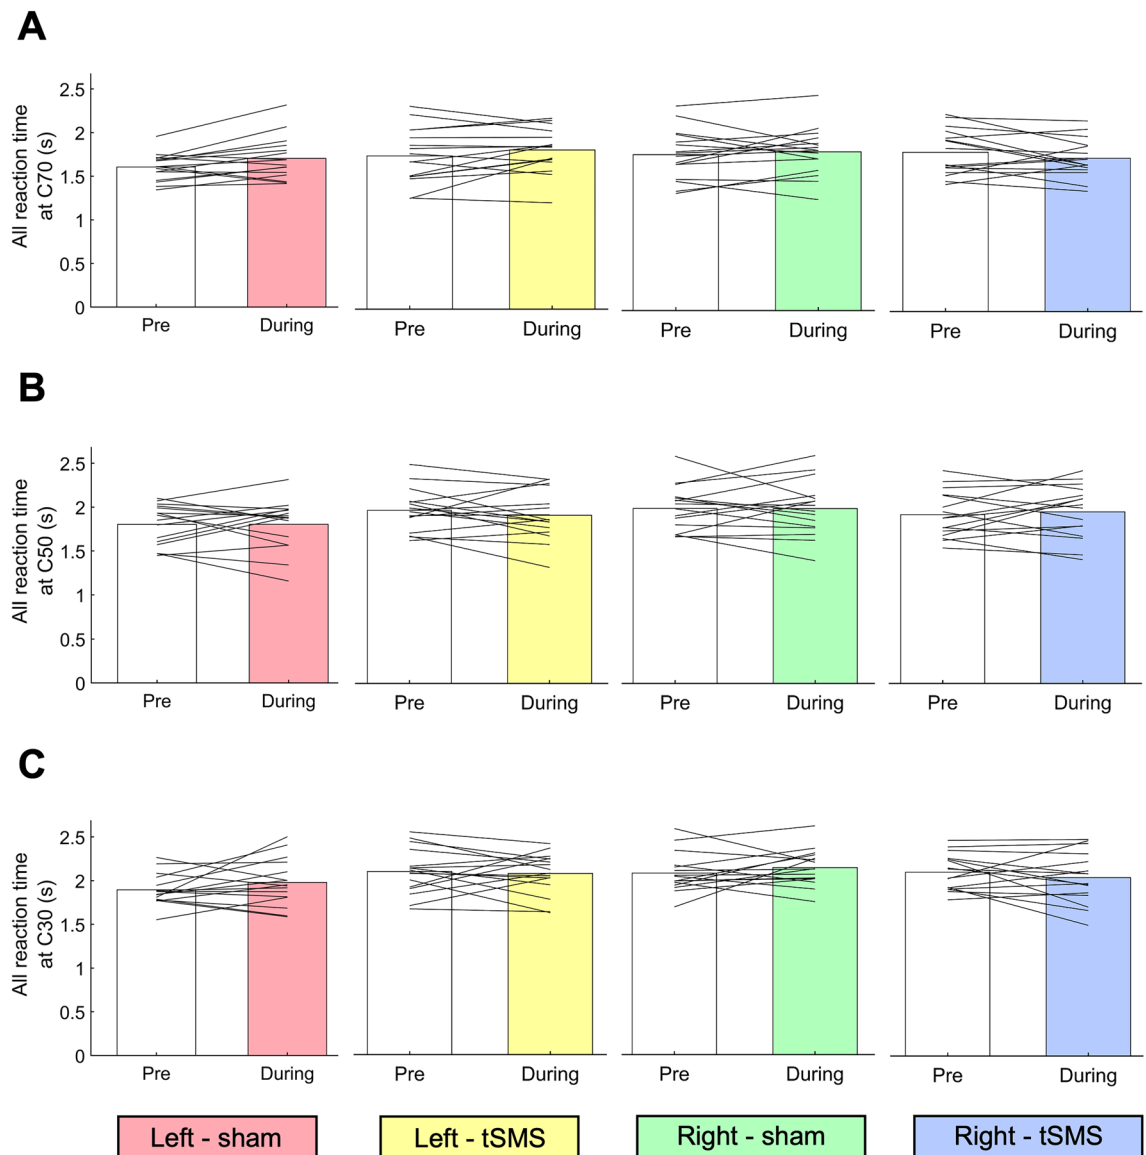 A
All reaction time
at C70 (s)
2.5
2
1.5
1
0.5
0
Pre During Pre During Pre During Pre During
B
All reaction time
at C50 (s)
2.5
2
1.5
1
0.5
0
Pre During Pre During Pre During Pre During
C
All reaction time
at C30 (s)
2.5
2
1.5
1
0.5
0
Pre During Pre During Pre During Pre During
Left - sham Left - tSMS Right - sham Right - tSMS